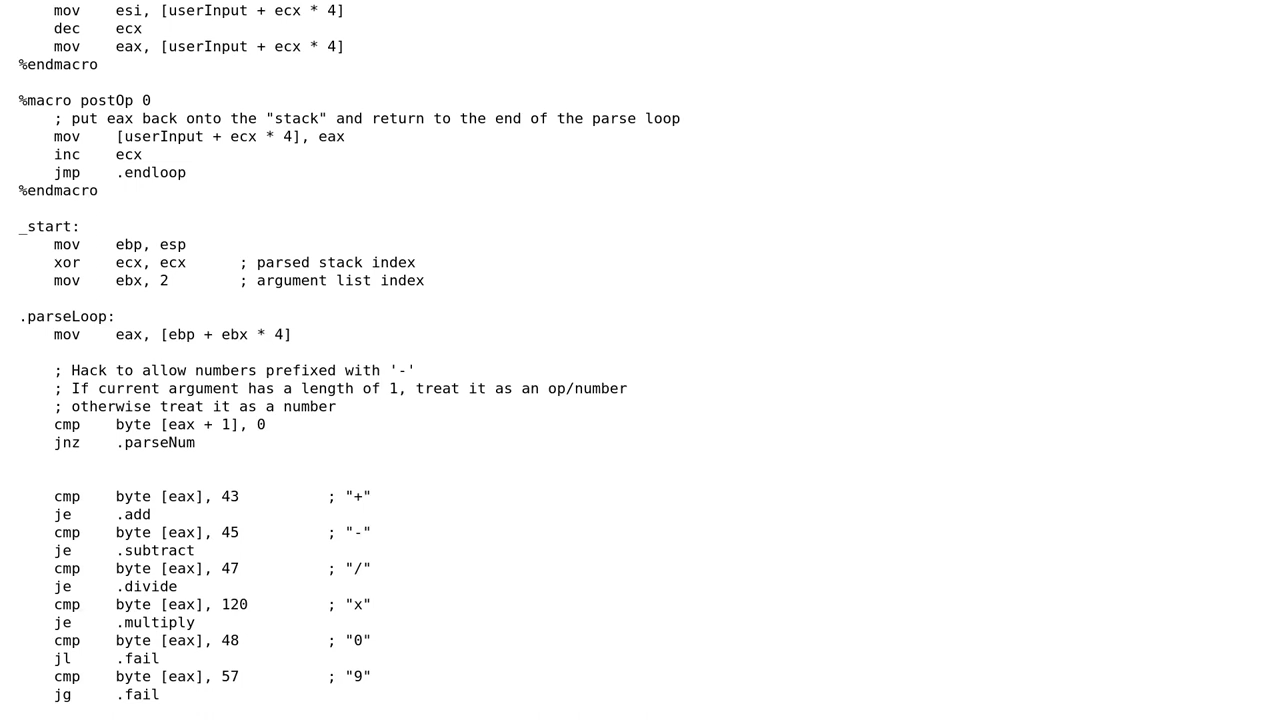 mov    esi, [userInput + ecx * 4]
    dec    ecx
    mov    eax, [userInput + ecx * 4]
%endmacro

%macro postOp 0
    ; put eax back onto the "stack" and return to the end of the parse loop
    mov    [userInput + ecx * 4], eax
    inc    ecx
    jmp    .endloop
%endmacro

_start:
    mov    ebp, esp
    xor    ecx, ecx      ; parsed stack index
    mov    ebx, 2        ; argument list index

.parseLoop:
    mov    eax, [ebp + ebx * 4]

    ; Hack to allow numbers prefixed with '-'
    ; If current argument has a length of 1, treat it as an op/number
    ; otherwise treat it as a number
    cmp    byte [eax + 1], 0
    jnz    .parseNum


    cmp    byte [eax], 43          ; "+"
    je     .add
    cmp    byte [eax], 45          ; "-"
    je     .subtract
    cmp    byte [eax], 47          ; "/"
    je     .divide
    cmp    byte [eax], 120         ; "x"
    je     .multiply
    cmp    byte [eax], 48          ; "0"
    jl     .fail
    cmp    byte [eax], 57          ; "9"
    jg     .fail